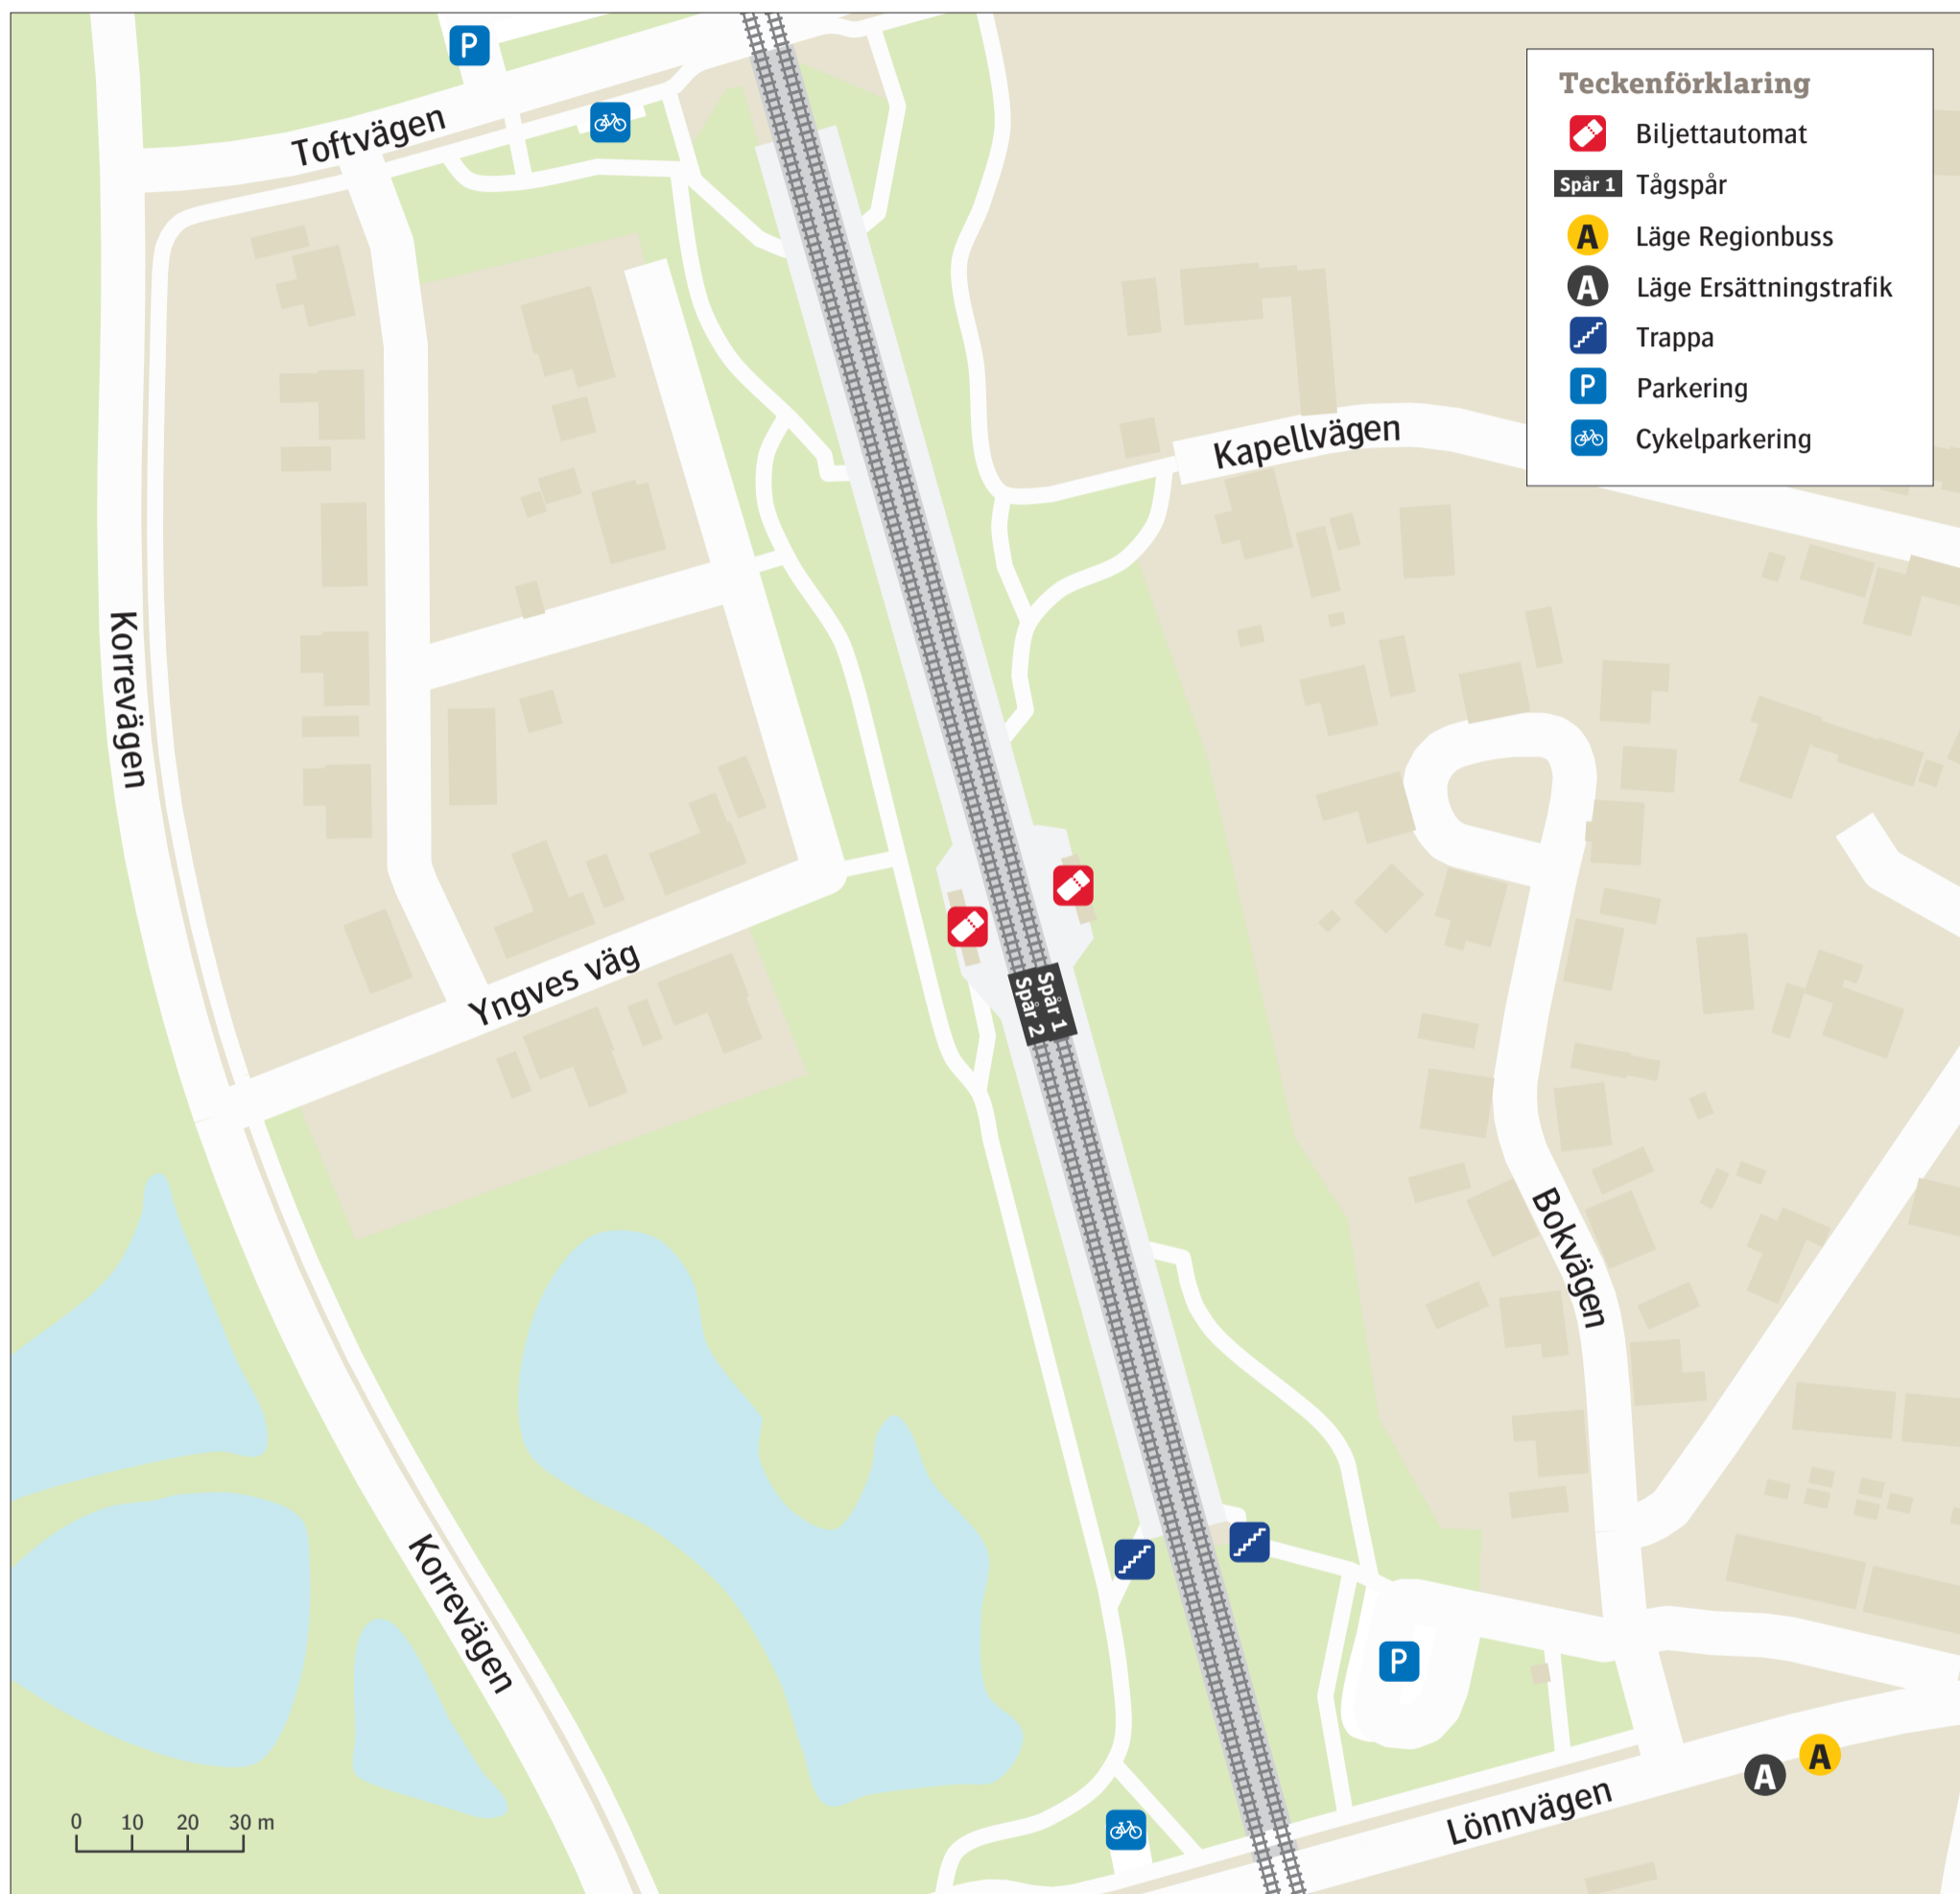 P
Toftvägen
Teckenförklaring
Biljettautomat
Spår 1 Tågspår
A Läge Regionbuss
A Läge Ersättningstrafik
Trappa
P Parkering
Cykelparkering
Kapellvägen
Korrevägen
Yngves väg
Spår 1
Spår 2
Bokvägen
Korrevägen
P
A
A
Lönnvägen
0 10 20 30 m